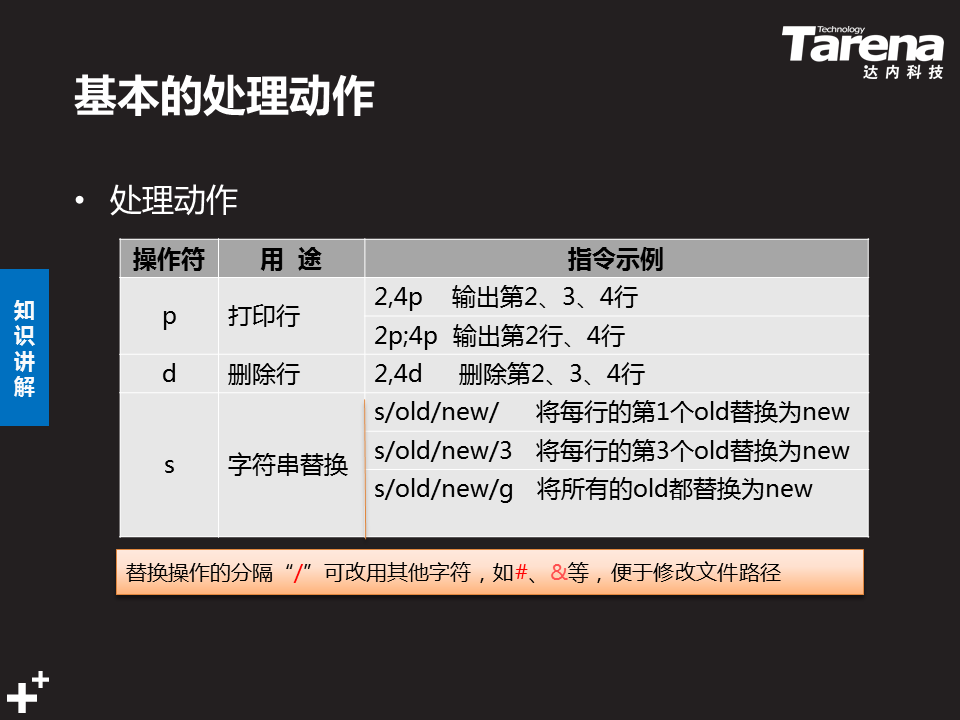 Technology
Tarena
达内科技
基本的处理动作
• 处理动作
知识讲解
操作符 用 途 指令示例
p 打印行 2,4p 输出第2、3、4行
2p;4p 输出第2行、4行
d 删除行 2,4d 删除第2、3、4行
s 字符串替换 s/old/new/ 将每行的第1个old替换为new
s/old/new/3 将每行的第3个old替换为new
s/old/new/g 将所有的old都替换为new
替换操作的分隔“/”可改用其他字符，如#、&等，便于修改文件路径